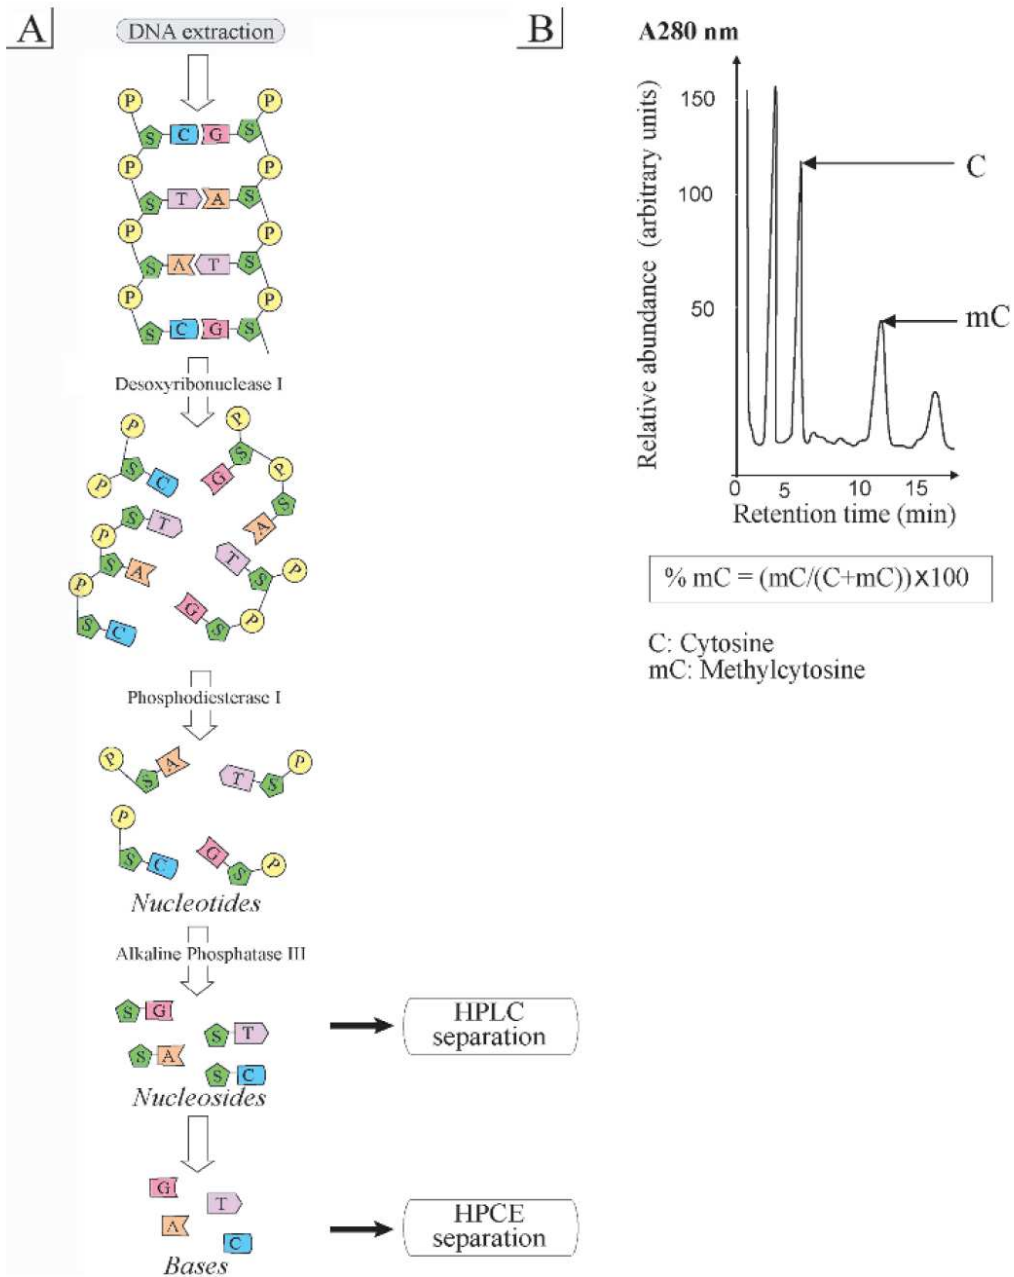 A
DNA extraction
P
P
S
C
G
S
P
P
S
T
A
S
P
P
S
A
T
S
P
P
S
C
G
S
Desoxyribonuclease I
P
S
C
P
P
S
G
P
S
A
S
T
P
S
A
P
S
C
T
S
P
G
S
P
Phosphodiesterase I
P
S
A
T
S
P
P
S
C
G
S
P
Nucleotides
Alkaline Phosphatase III
S
G
S
T
S
A
S
C
Nucleosides
HPLC
separation
G
T
A
C
Bases
HPCE
separation
B
A280 nm
Relative abundance (arbitrary units)
150
100
50
C
mC
0
5
10
15
Retention time (min)
% mC = (mC/(C+mC))x100
C: Cytosine
mC: Methylcytosine